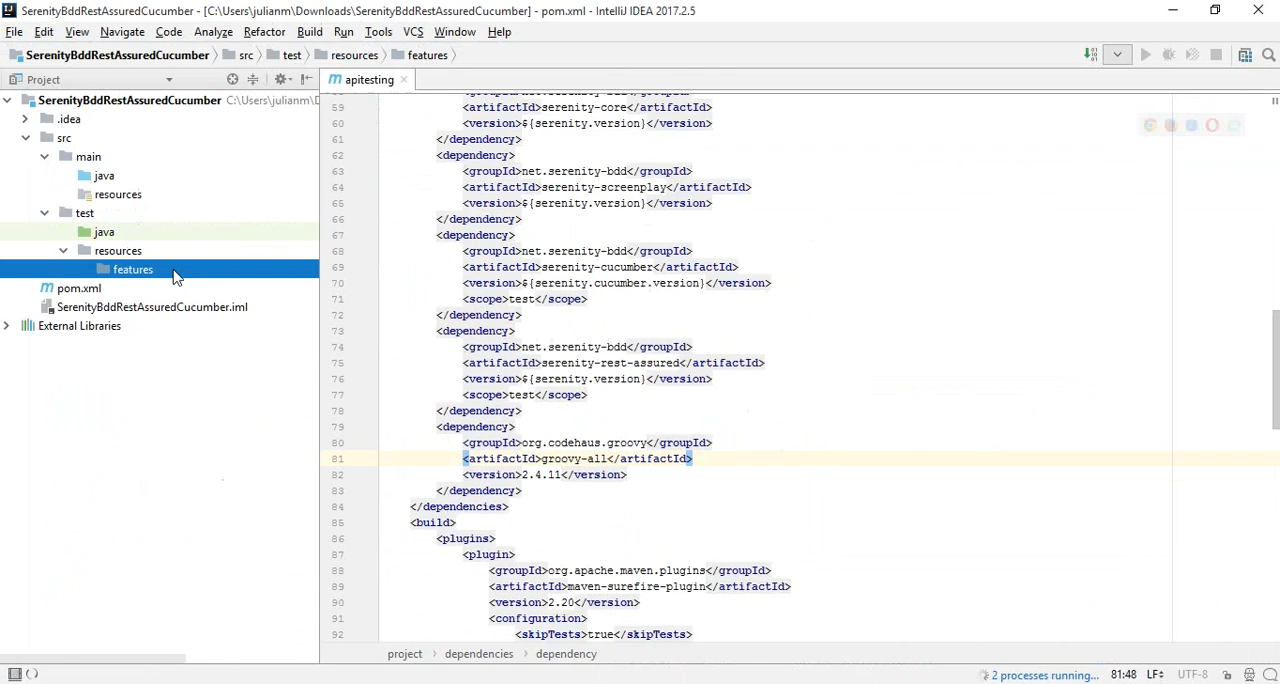 SerenityBddRestAssuredCucumber - [C:\Users\julianm\Downloads\SerenityBddRestAssuredCucumber] - pom.xml - IntelliJ IDEA 2017.2.5
File Edit View Navigate Code Analyze Refactor Build Run Tools VCS Window Help
SerenityBddRestAssuredCucumber src test resources features
Project
m apitesting
SerenityBddRestAssuredCucumber C:\Users\julianm\D
.idea
src
main
java
resources
test
java
resources
features
m pom.xml
SerenityBddRestAssuredCucumber.iml
External Libraries
59 <artifactId>serenity-core</artifactId>
60 <version>${serenity.version}</version>
61 </dependency>
62 <dependency>
63 <groupId>net.serenity-bdd</groupId>
64 <artifactId>serenity-screenplay</artifactId>
65 <version>${serenity.version}</version>
66 </dependency>
67 <dependency>
68 <groupId>net.serenity-bdd</groupId>
69 <artifactId>serenity-cucumber</artifactId>
70 <version>${serenity.cucumber.version}</version>
71 <scope>test</scope>
72 </dependency>
73 <dependency>
74 <groupId>net.serenity-bdd</groupId>
75 <artifactId>serenity-rest-assured</artifactId>
76 <version>${serenity.version}</version>
77 <scope>test</scope>
78 </dependency>
79 <dependency>
80 <groupId>org.codehaus.groovy</groupId>
81 <artifactId>groovy-all</artifactId>
82 <version>2.4.11</version>
83 </dependency>
84 </dependencies>
85 <build>
86 <plugins>
87 <plugin>
88 <groupId>org.apache.maven.plugins</groupId>
89 <artifactId>maven-surefire-plugin</artifactId>
90 <version>2.20</version>
91 <configuration>
92 <skipTests>true</skipTests>
project dependencies dependency
2 processes running... 81:48 LF÷ UTF-8